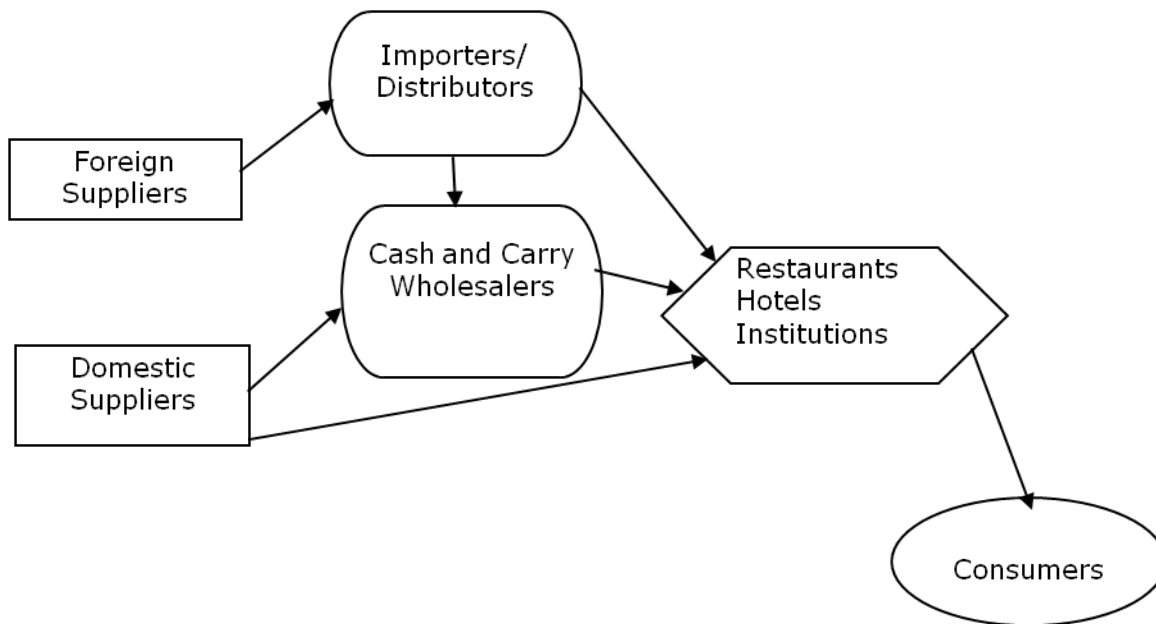 Importers/
Distributors
Foreign
Suppliers
Cash and Carry
Wholesalers
Restaurants
Hotels
Institutions
Domestic
Suppliers
Consumers